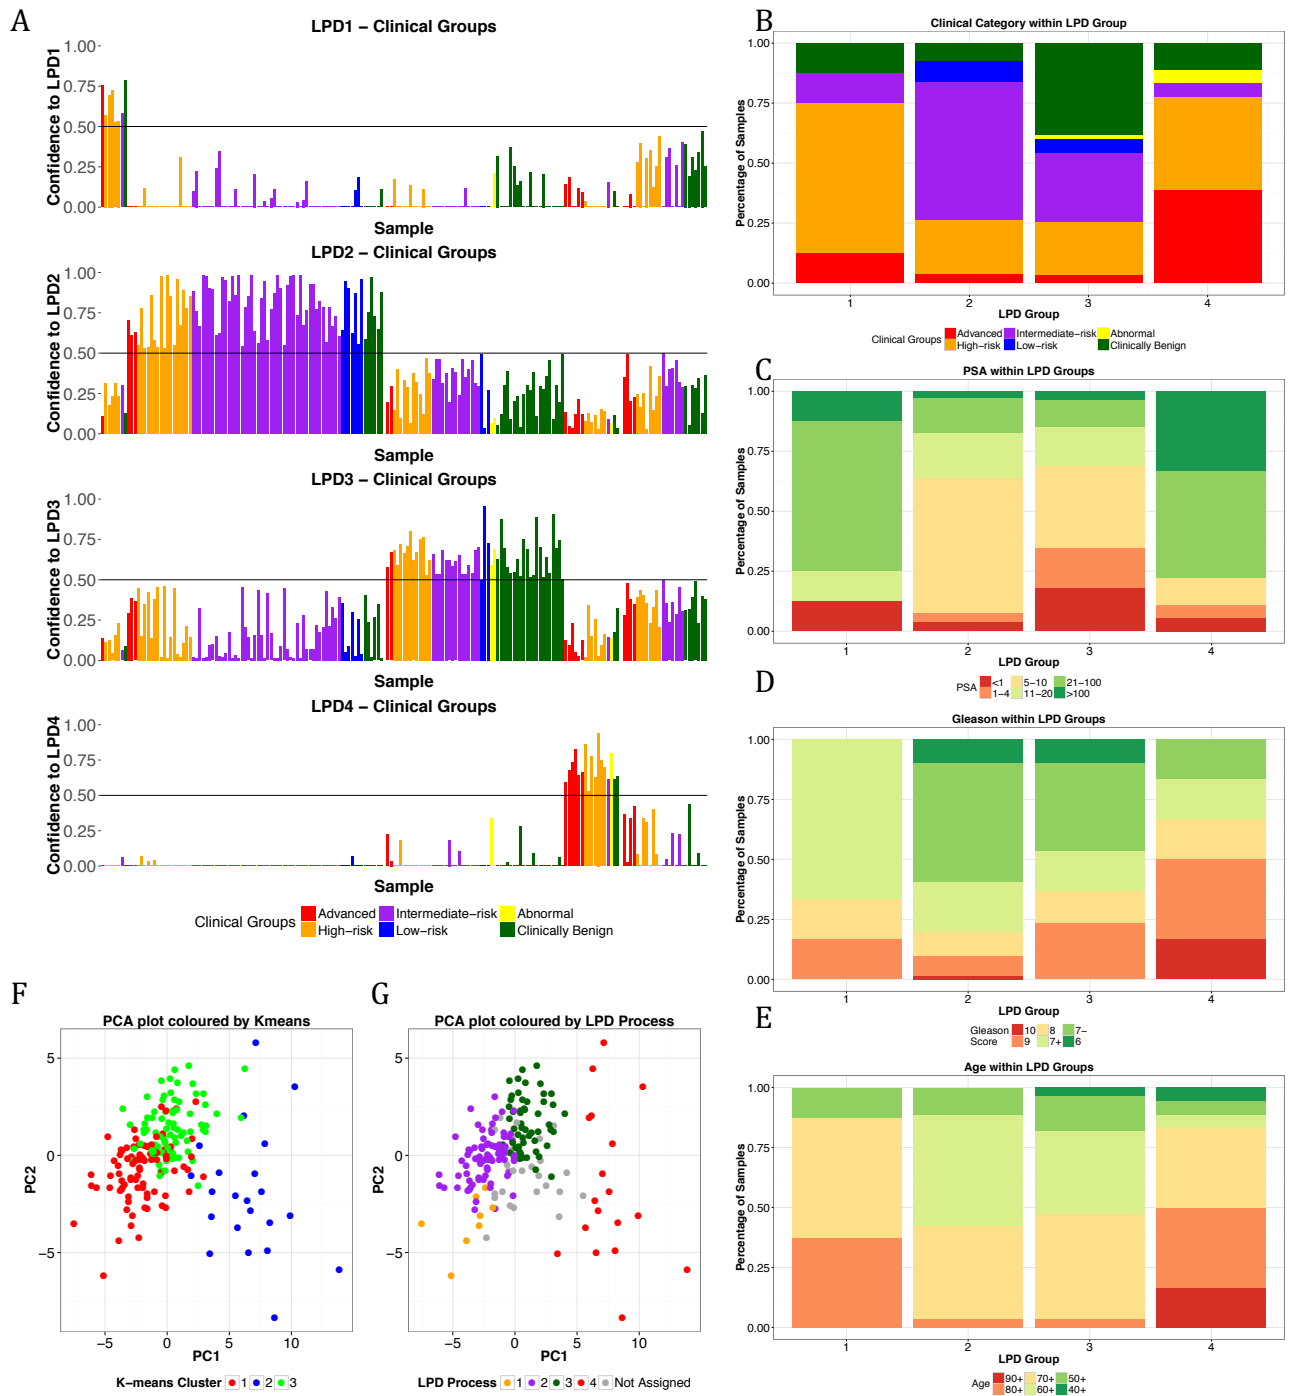 A
LPD1 – Clinical Groups
Confidence to LPD1
1.00
0.75
0.50
0.25
0.00
Sample
LPD2 – Clinical Groups
Confidence to LPD2
1.00
0.75
0.50
0.25
0.00
Sample
LPD3 – Clinical Groups
Confidence to LPD3
1.00
0.75
0.50
0.25
0.00
Sample
LPD4 – Clinical Groups
Confidence to LPD4
1.00
0.75
0.50
0.25
0.00
Sample
Clinical Groups Advanced Intermediate−risk Abnormal
High−risk Low−risk Clinically Benign
B
Clinical Category within LPD Group
Percentage of Samples
1.00
0.75
0.50
0.25
0.00
1 2 3 4
LPD Group
Clinical Groups Advanced Intermediate−risk Abnormal
High−risk Low−risk Clinically Benign
C
PSA within LPD Groups
Percentage of Samples
1.00
0.75
0.50
0.25
0.00
1 2 3 4
LPD Group
PSA <1 5−10 21−100
1−4 11−20 >100
D
Gleason within LPD Groups
Percentage of Samples
1.00
0.75
0.50
0.25
0.00
1 2 3 4
LPD Group
Gleason Score 10 8 7−
9 7+ 6
E
Age within LPD Groups
Percentage of Samples
1.00
0.75
0.50
0.25
0.00
1 2 3 4
LPD Group
Age 90+ 70+ 50+
80+ 60+ 40+
F
PCA plot coloured by Kmeans
PC2
5
0
−5
−5 0 5 10
PC1
K−means Cluster 1 2 3
G
PCA plot coloured by LPD Process
PC2
5
0
−5
−5 0 5 10
PC1
LPD Process 1 2 3 4 Not Assigned